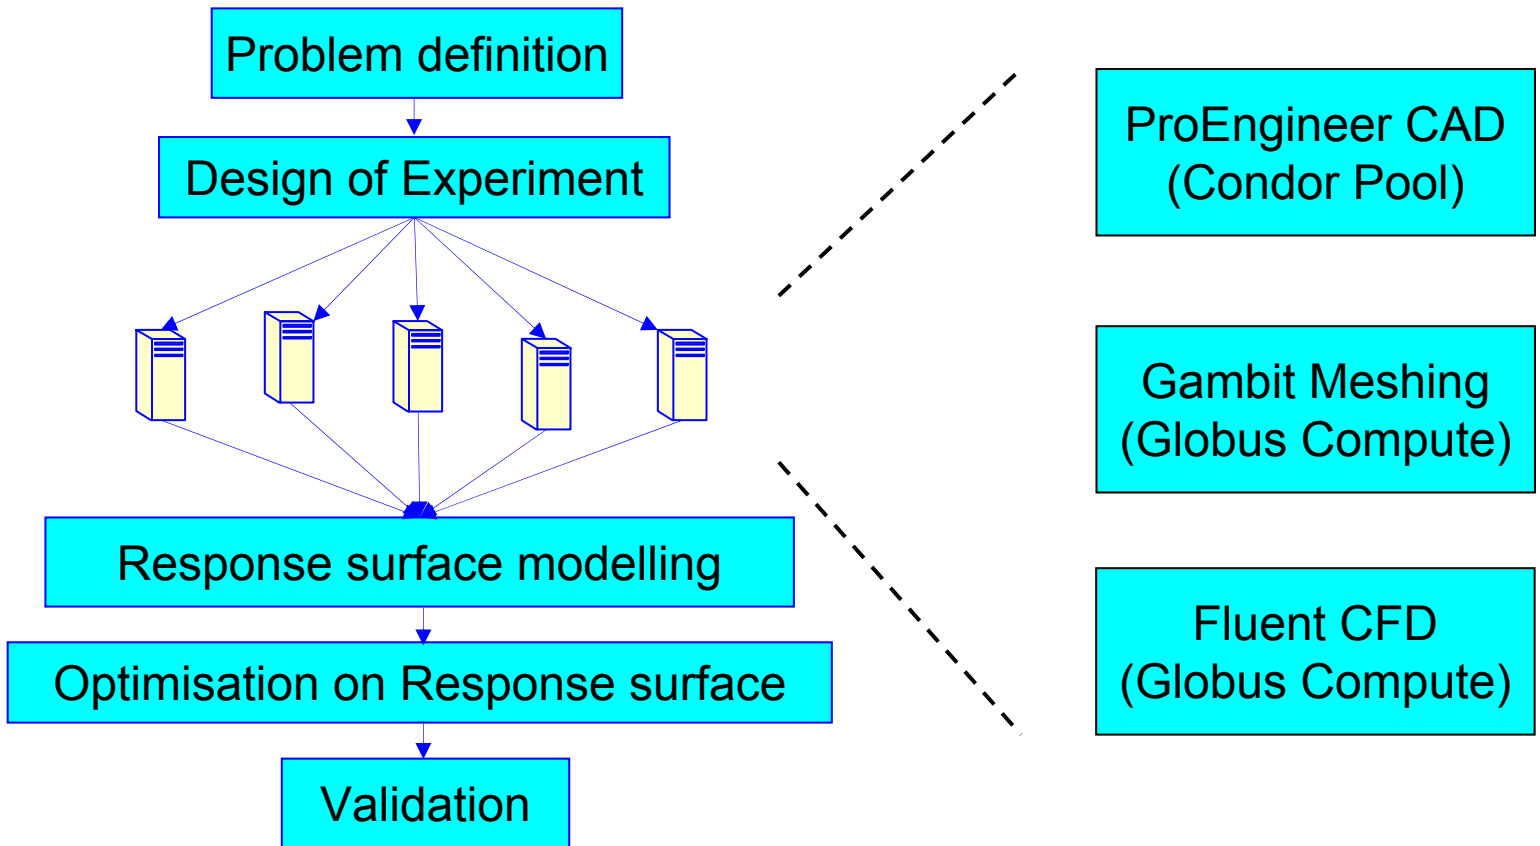 Problem definition
Design of Experiment
Response surface modelling
Optimisation on Response surface
Validation
ProEngineer CAD
(Condor Pool)
Gambit Meshing
(Globus Compute)
Fluent CFD
(Globus Compute)